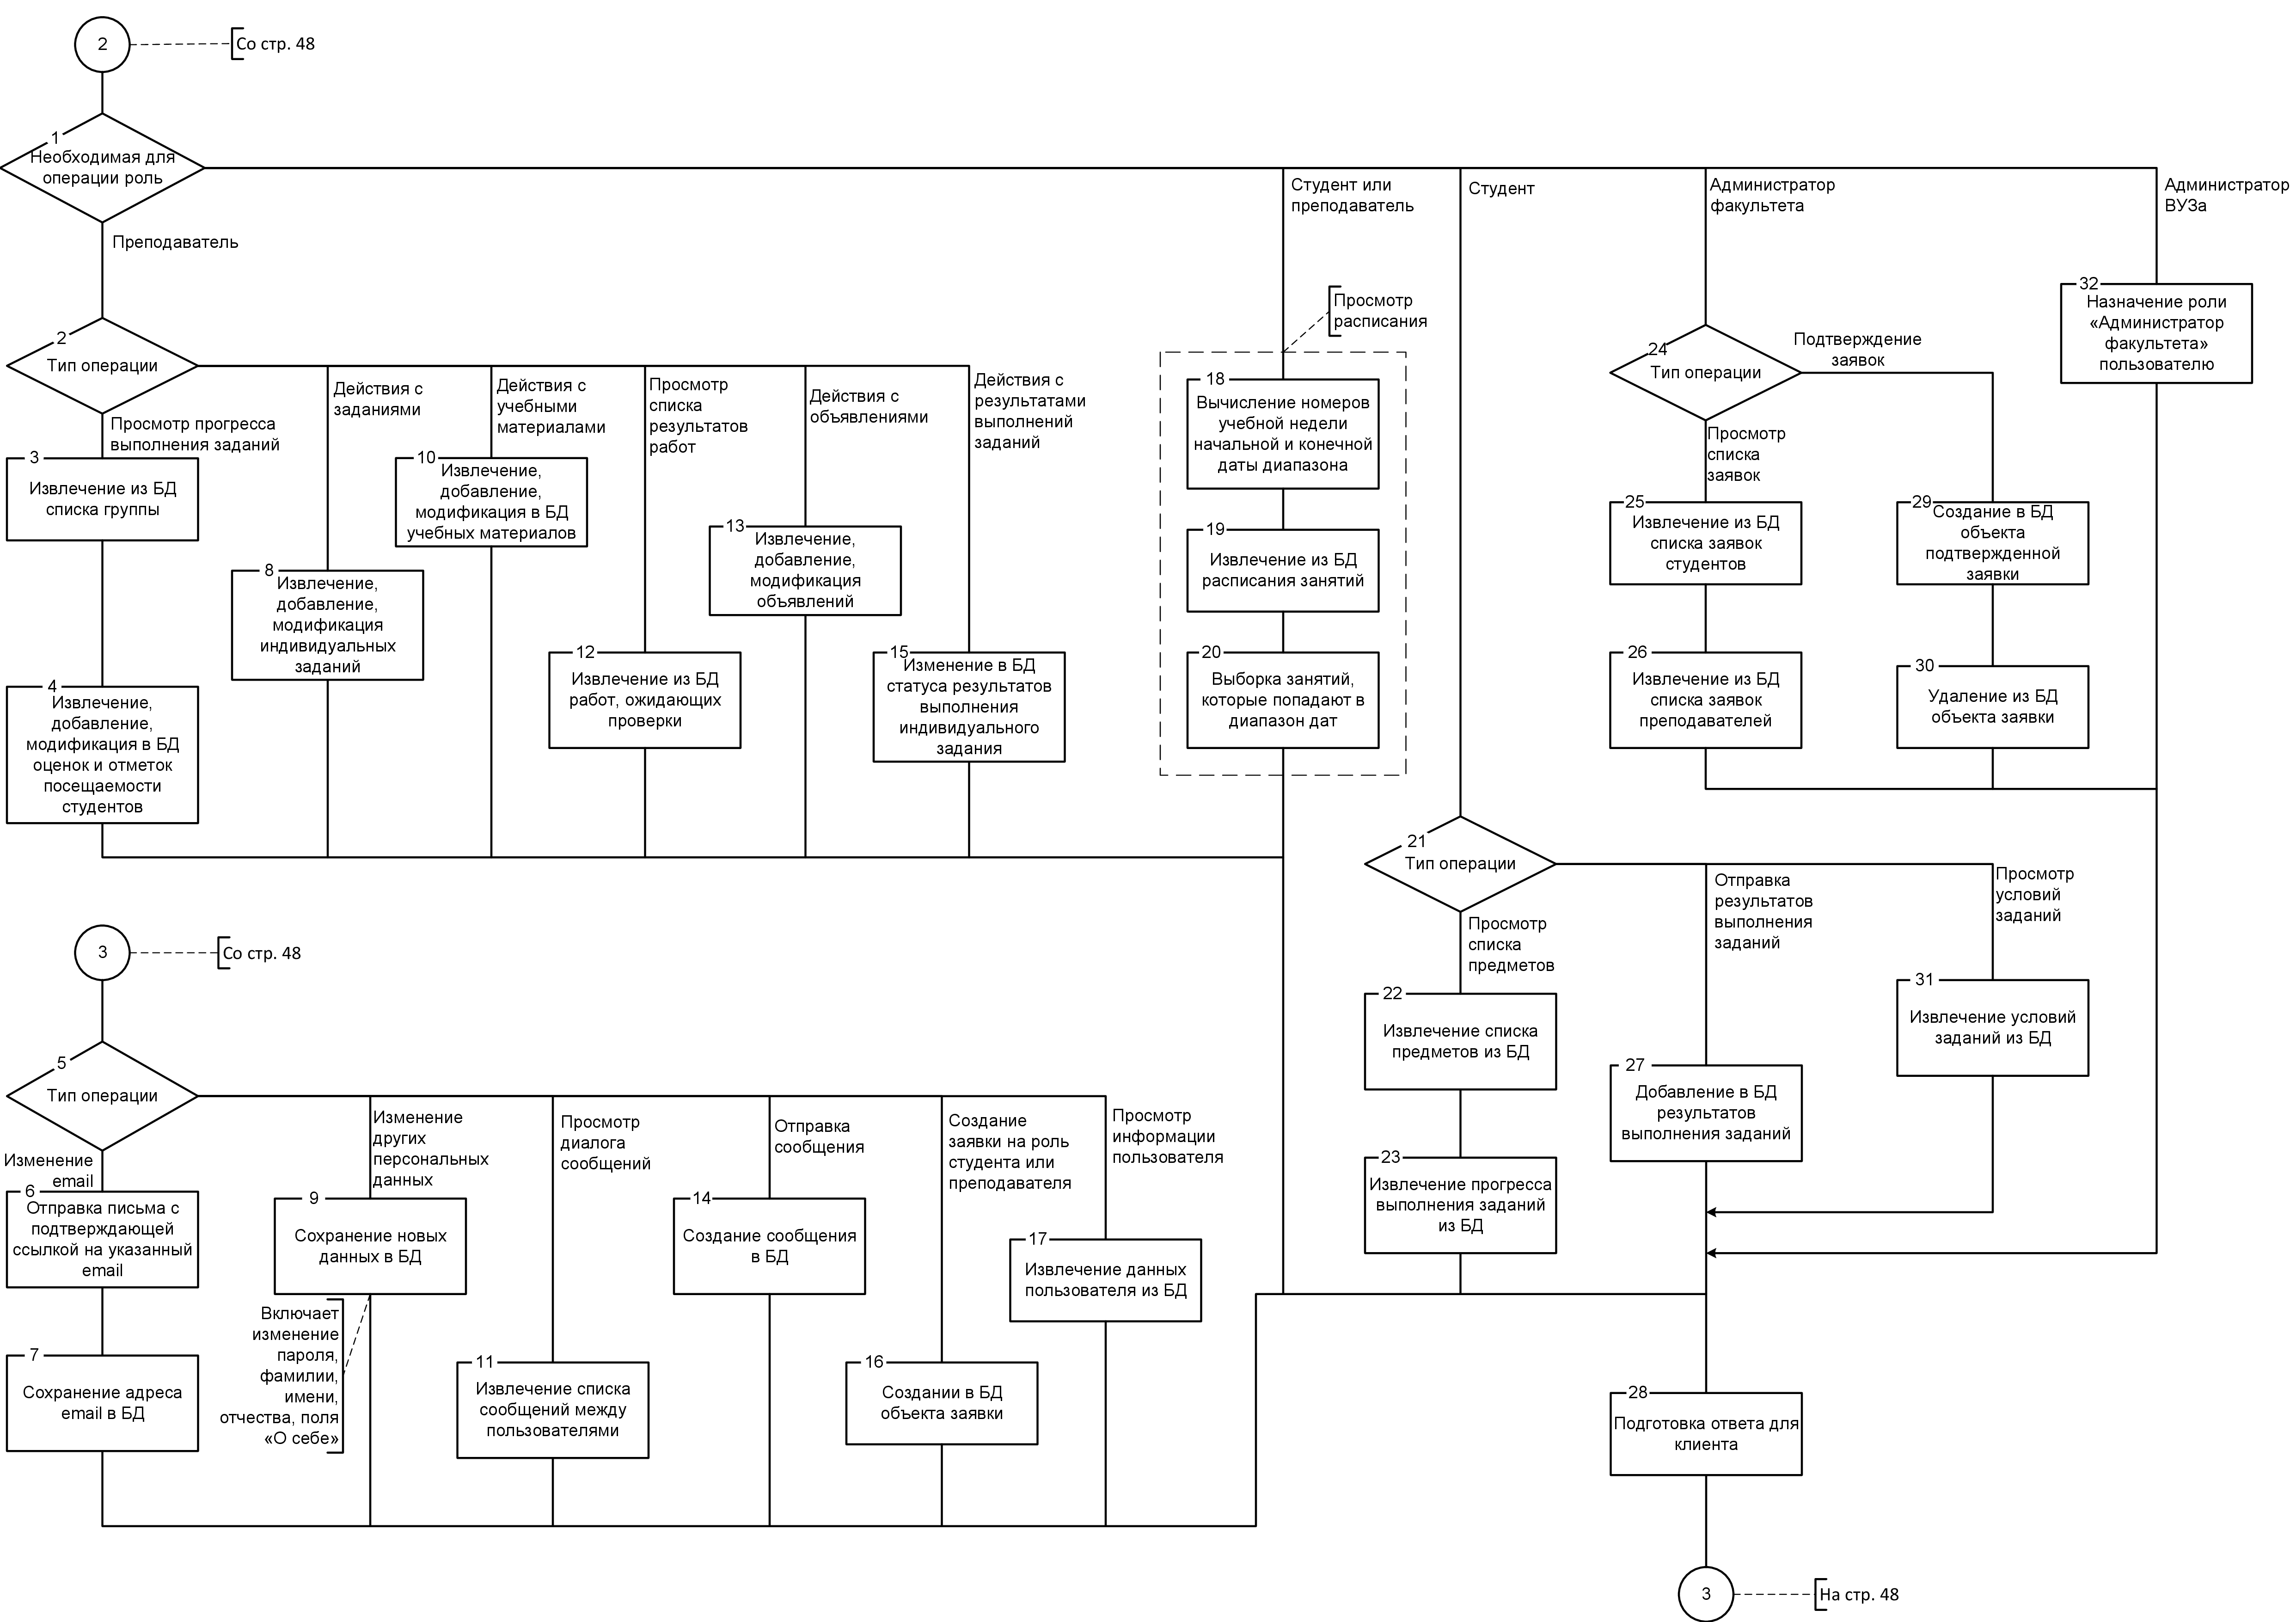 2
Со стр. 48
1
Необходимая для
операции роль
Преподаватель
Студент или
преподаватель
Студент
Администратор
факультета
Администратор
ВУЗа
2
Тип операции
Просмотр прогресса
выполнения заданий
Действия с
заданиями
Действия с
учебными
материалами
Просмотр
списка
результатов
работ
Действия с
объявлениями
Действия с
результатами
выполнений
заданий
3
Извлечение из БД
списка группы
4
Извлечение,
добавление,
модификация в БД
оценок и отметок
посещаемости
студентов
8
Извлечение,
добавление,
модификация
индивидуальных
заданий
10
Извлечение,
добавление,
модификация в БД
учебных материалов
12
Извлечение из БД
работ, ожидающих
проверки
13
Извлечение,
добавление,
модификация
объявлений
15
Изменение в БД
статуса результатов
выполнения
индивидуального
задания
Просмотр
расписания
18
Вычисление номеров
учебной недели
начальной и конечной
даты диапазона
19
Извлечение из БД
расписания занятий
20
Выборка занятий,
которые попадают в
диапазон дат
24
Тип операции
Подтверждение
заявок
Просмотр
списка
заявок
25
Извлечение из БД
списка заявок
студентов
26
Извлечение из БД
списка заявок
преподавателей
29
Создание в БД
объекта
подтвержденной
заявки
30
Удаление из БД
объекта заявки
32
Назначение роли
«Администратор
факультета»
пользователю
21
Тип операции
Просмотр
списка
предметов
Отправка
результатов
выполнения
заданий
Просмотр
условий
заданий
22
Извлечение списка
предметов из БД
23
Извлечение прогресса
выполнения заданий
из БД
27
Добавление в БД
результатов
выполнения заданий
31
Извлечение условий
заданий из БД
3
Со стр. 48
5
Тип операции
Изменение
email
Изменение
других
персональных
данных
Просмотр
диалога
сообщений
Отправка
сообщения
Создание
заявки на роль
студента или
преподавателя
Просмотр
информации
пользователя
6
Отправка письма с
подтверждающей
ссылкой на указанный
email
7
Сохранение адреса
email в БД
9
Сохранение новых
данных в БД
Включает
изменение
пароля,
фамилии,
имени,
отчества, поля
«О себе»
11
Извлечение списка
сообщений между
пользователями
14
Создание сообщения
в БД
16
Создании в БД
объекта заявки
17
Извлечение данных
пользователя из БД
28
Подготовка ответа для
клиента
3
На стр. 48